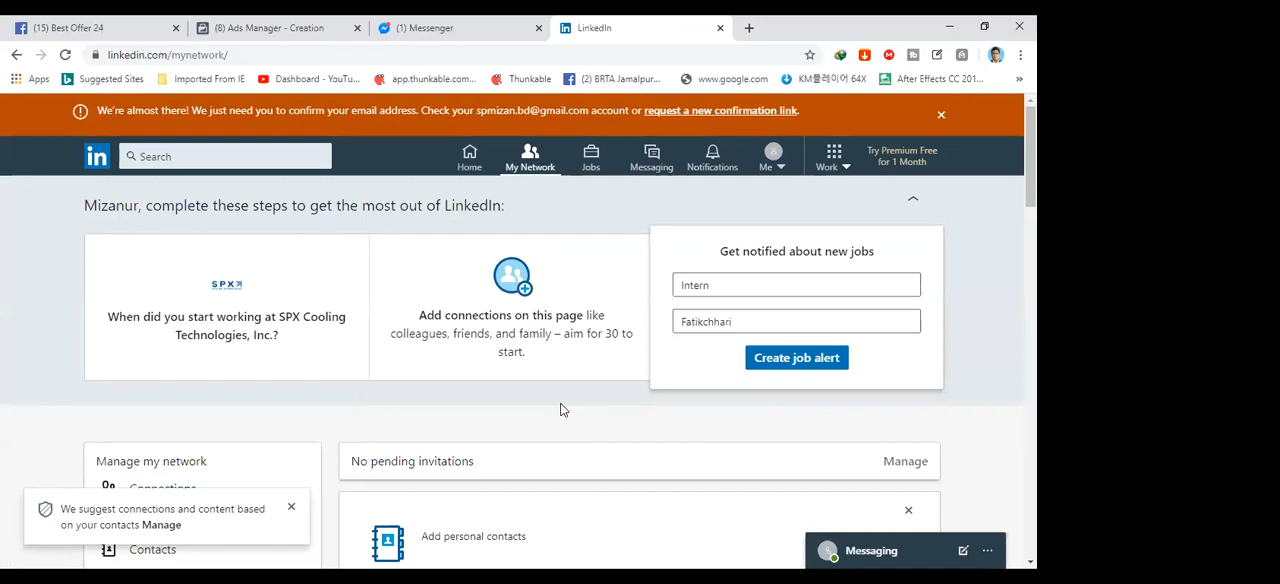 (15) Best Offer 24
(8) Ads Manager - Creation
(1) Messenger
LinkedIn
linkedin.com/mynetwork/
Apps
Suggested Sites
Imported From IE
Dashboard - YouTu...
app.thunkable.com...
Thunkable
(2) BRTA Jamalpur...
www.google.com
KM플레이어 64X
After Effects CC 201...
»
We're almost there! We just need you to confirm your email address. Check your spmizan.bd@gmail.com account or request a new confirmation link.
in
Search
Home
My Network
Jobs
Messaging
Notifications
Me
Work
Try Premium Free
for 1 Month
Mizanur, complete these steps to get the most out of LinkedIn:
SPX
When did you start working at SPX Cooling
Technologies, Inc.?
Add connections on this page like
colleagues, friends, and family – aim for 30 to
start.
Get notified about new jobs
Intern
Fatikchhari
Create job alert
Manage my network
Connections
Contacts
No pending invitations
Manage
We suggest connections and content based
on your contacts Manage
Add personal contacts
Messaging